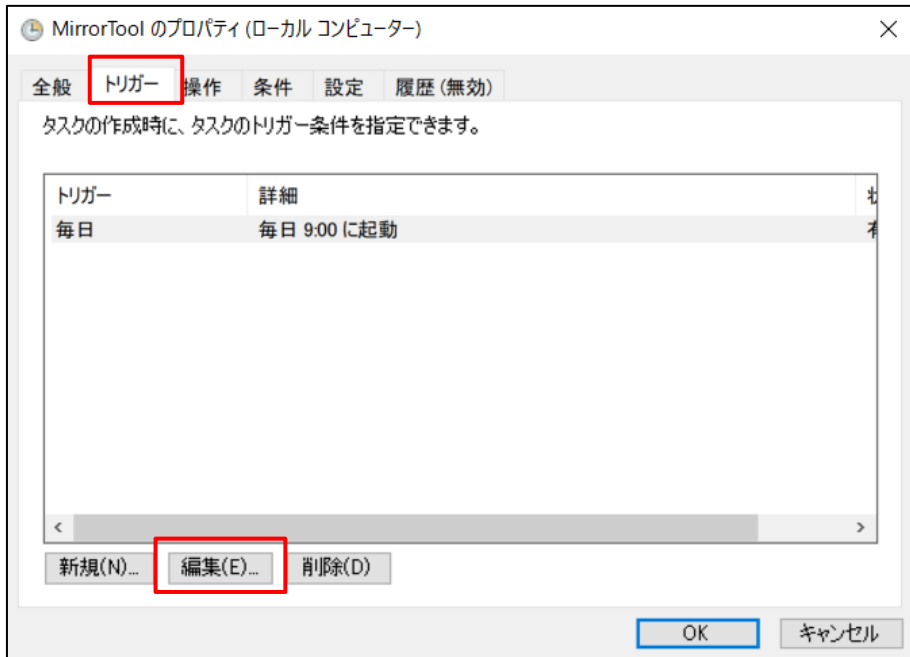 MirrorTool のプロパティ (ローカル コンピューター)
全般 トリガー 操作 条件 設定 履歴 (無効)
タスクの作成時に、タスクのトリガー条件を指定できます。
トリガー 詳細
毎日 毎日 9:00 に起動
新規(N)... 編集(E)... 削除(D)
OK キャンセル